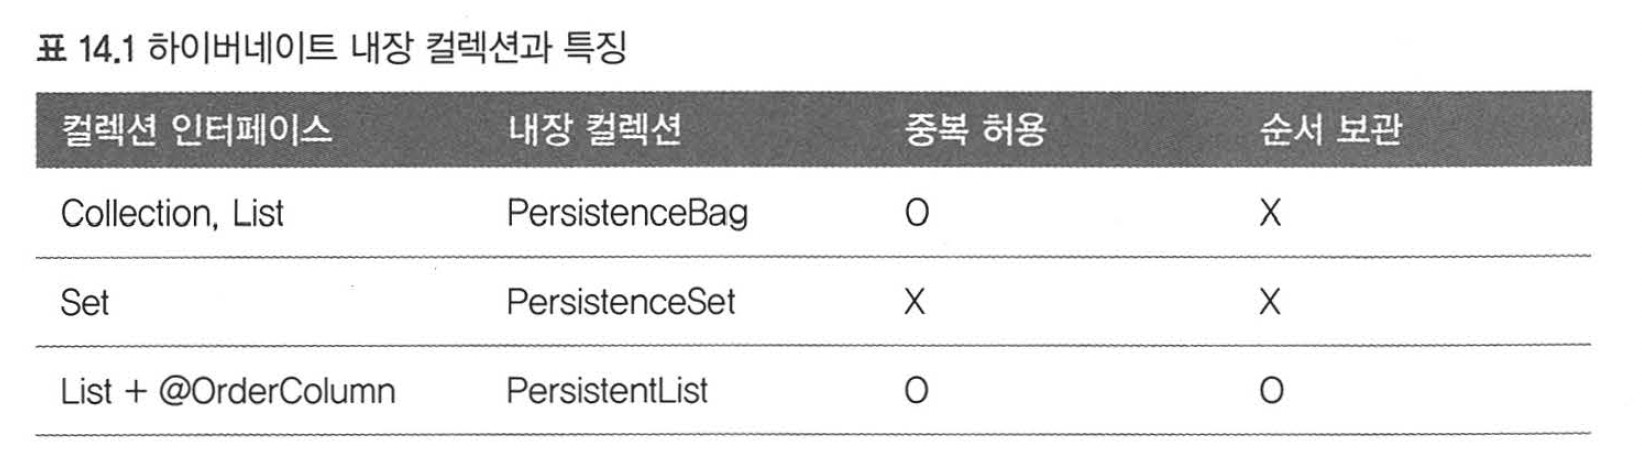 표 14.1 하이버네이트 내장 컬렉션과 특징
컬렉션 인터페이스 내장 컬렉션 중복 허용 순서 보관
Collection, List PersistenceBag O X
Set PersistenceSet X X
List + @OrderColumn PersistentList O O